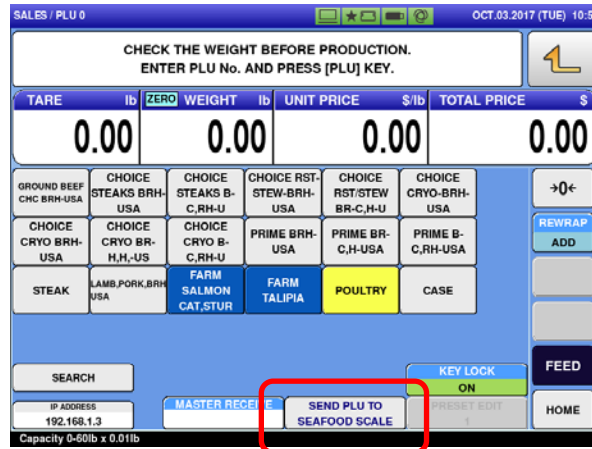 SALES / PLU 0
OCT.03.2017 (TUE) 10:5
CHECK THE WEIGHT BEFORE PRODUCTION.
ENTER PLU No. AND PRESS [PLU] KEY.
TARE lb ZERO WEIGHT lb UNIT PRICE $/lb TOTAL PRICE $
0.00 0.00 0.00 0.00
GROUND BEEF
CHC BRH-USA
CHOICE
STEAKS BRH-
USA
CHOICE
STEAKS B-
C,RH-U
CHOICE RST-
STEW-BRH-
USA
CHOICE
RST/STEW
BR-C,H-U
CHOICE
CRYO-BRH-
USA
→0←
CHOICE
CRYO BRH-
USA
CHOICE
CRYO BR-
H,H,-US
CHOICE
CRYO B-
C,RH-U
PRIME BRH-
USA
PRIME BR-
C,H-USA
PRIME B-
C,RH-USA
REWRAP
ADD
STEAK
LAMB,PORK,BRH
USA
FARM
SALMON
CAT,STUR
FARM
TALIPIA
POULTRY
CASE
SEARCH
KEY LOCK
ON
FEED
IP ADDRESS
192.168.1.3
MASTER RECEIVE
SEND PLU TO
SEAFOOD SCALE
PRESET EDIT
1
HOME
Capacity 0-60lb x 0.01lb